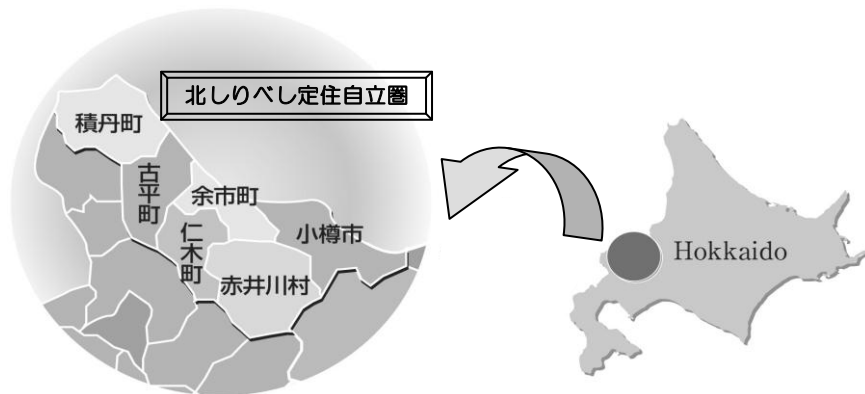 北しりべし定住自立圏
積丹町
古平町
余市町
仁木町
小樽市
赤井川村
Hokkaido